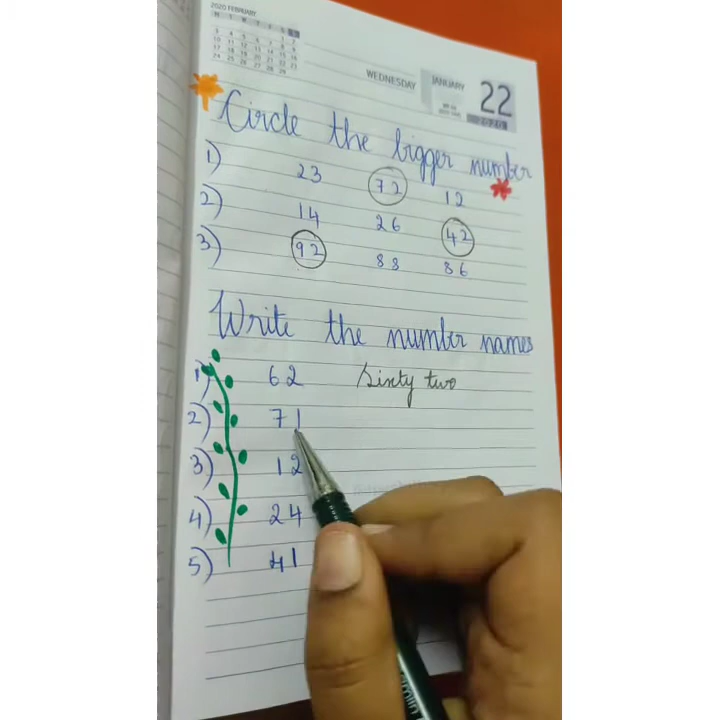 2020 FEBRUARY
WEDNESDAY JANUARY 22
2020
Circle the bigger number
1) 23 72 12
2) 14 26 42
3) 92 88 86
Write the number names
1) 62 Sixty two
2) 71
3) 12
4) 24
5) 41